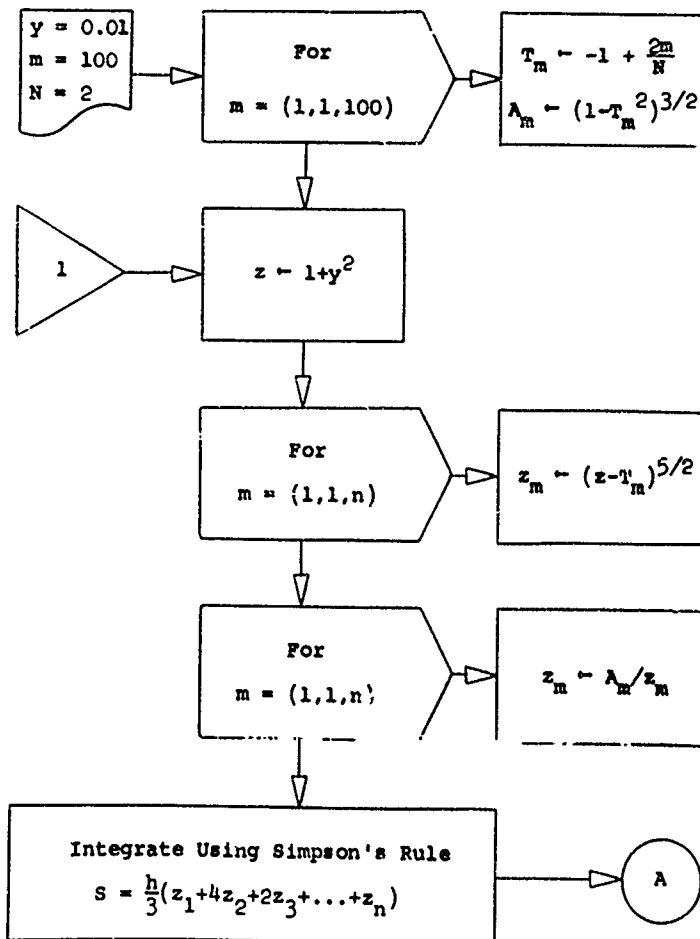 y = 0.01
m = 100
N = 2
For
m = (1,1,100)
T_m ← -1 + 2m/N
A_m ← (1-T_m^2)^3/2
1
z ← 1+y^2
For
m = (1,1,n)
z_m ← (z-T_m)^5/2
For
m = (1,1,n)
z_m ← A_m/z_m
Integrate Using Simpson's Rule
S = h/3(z_1+4z_2+2z_3+...+z_n)
A